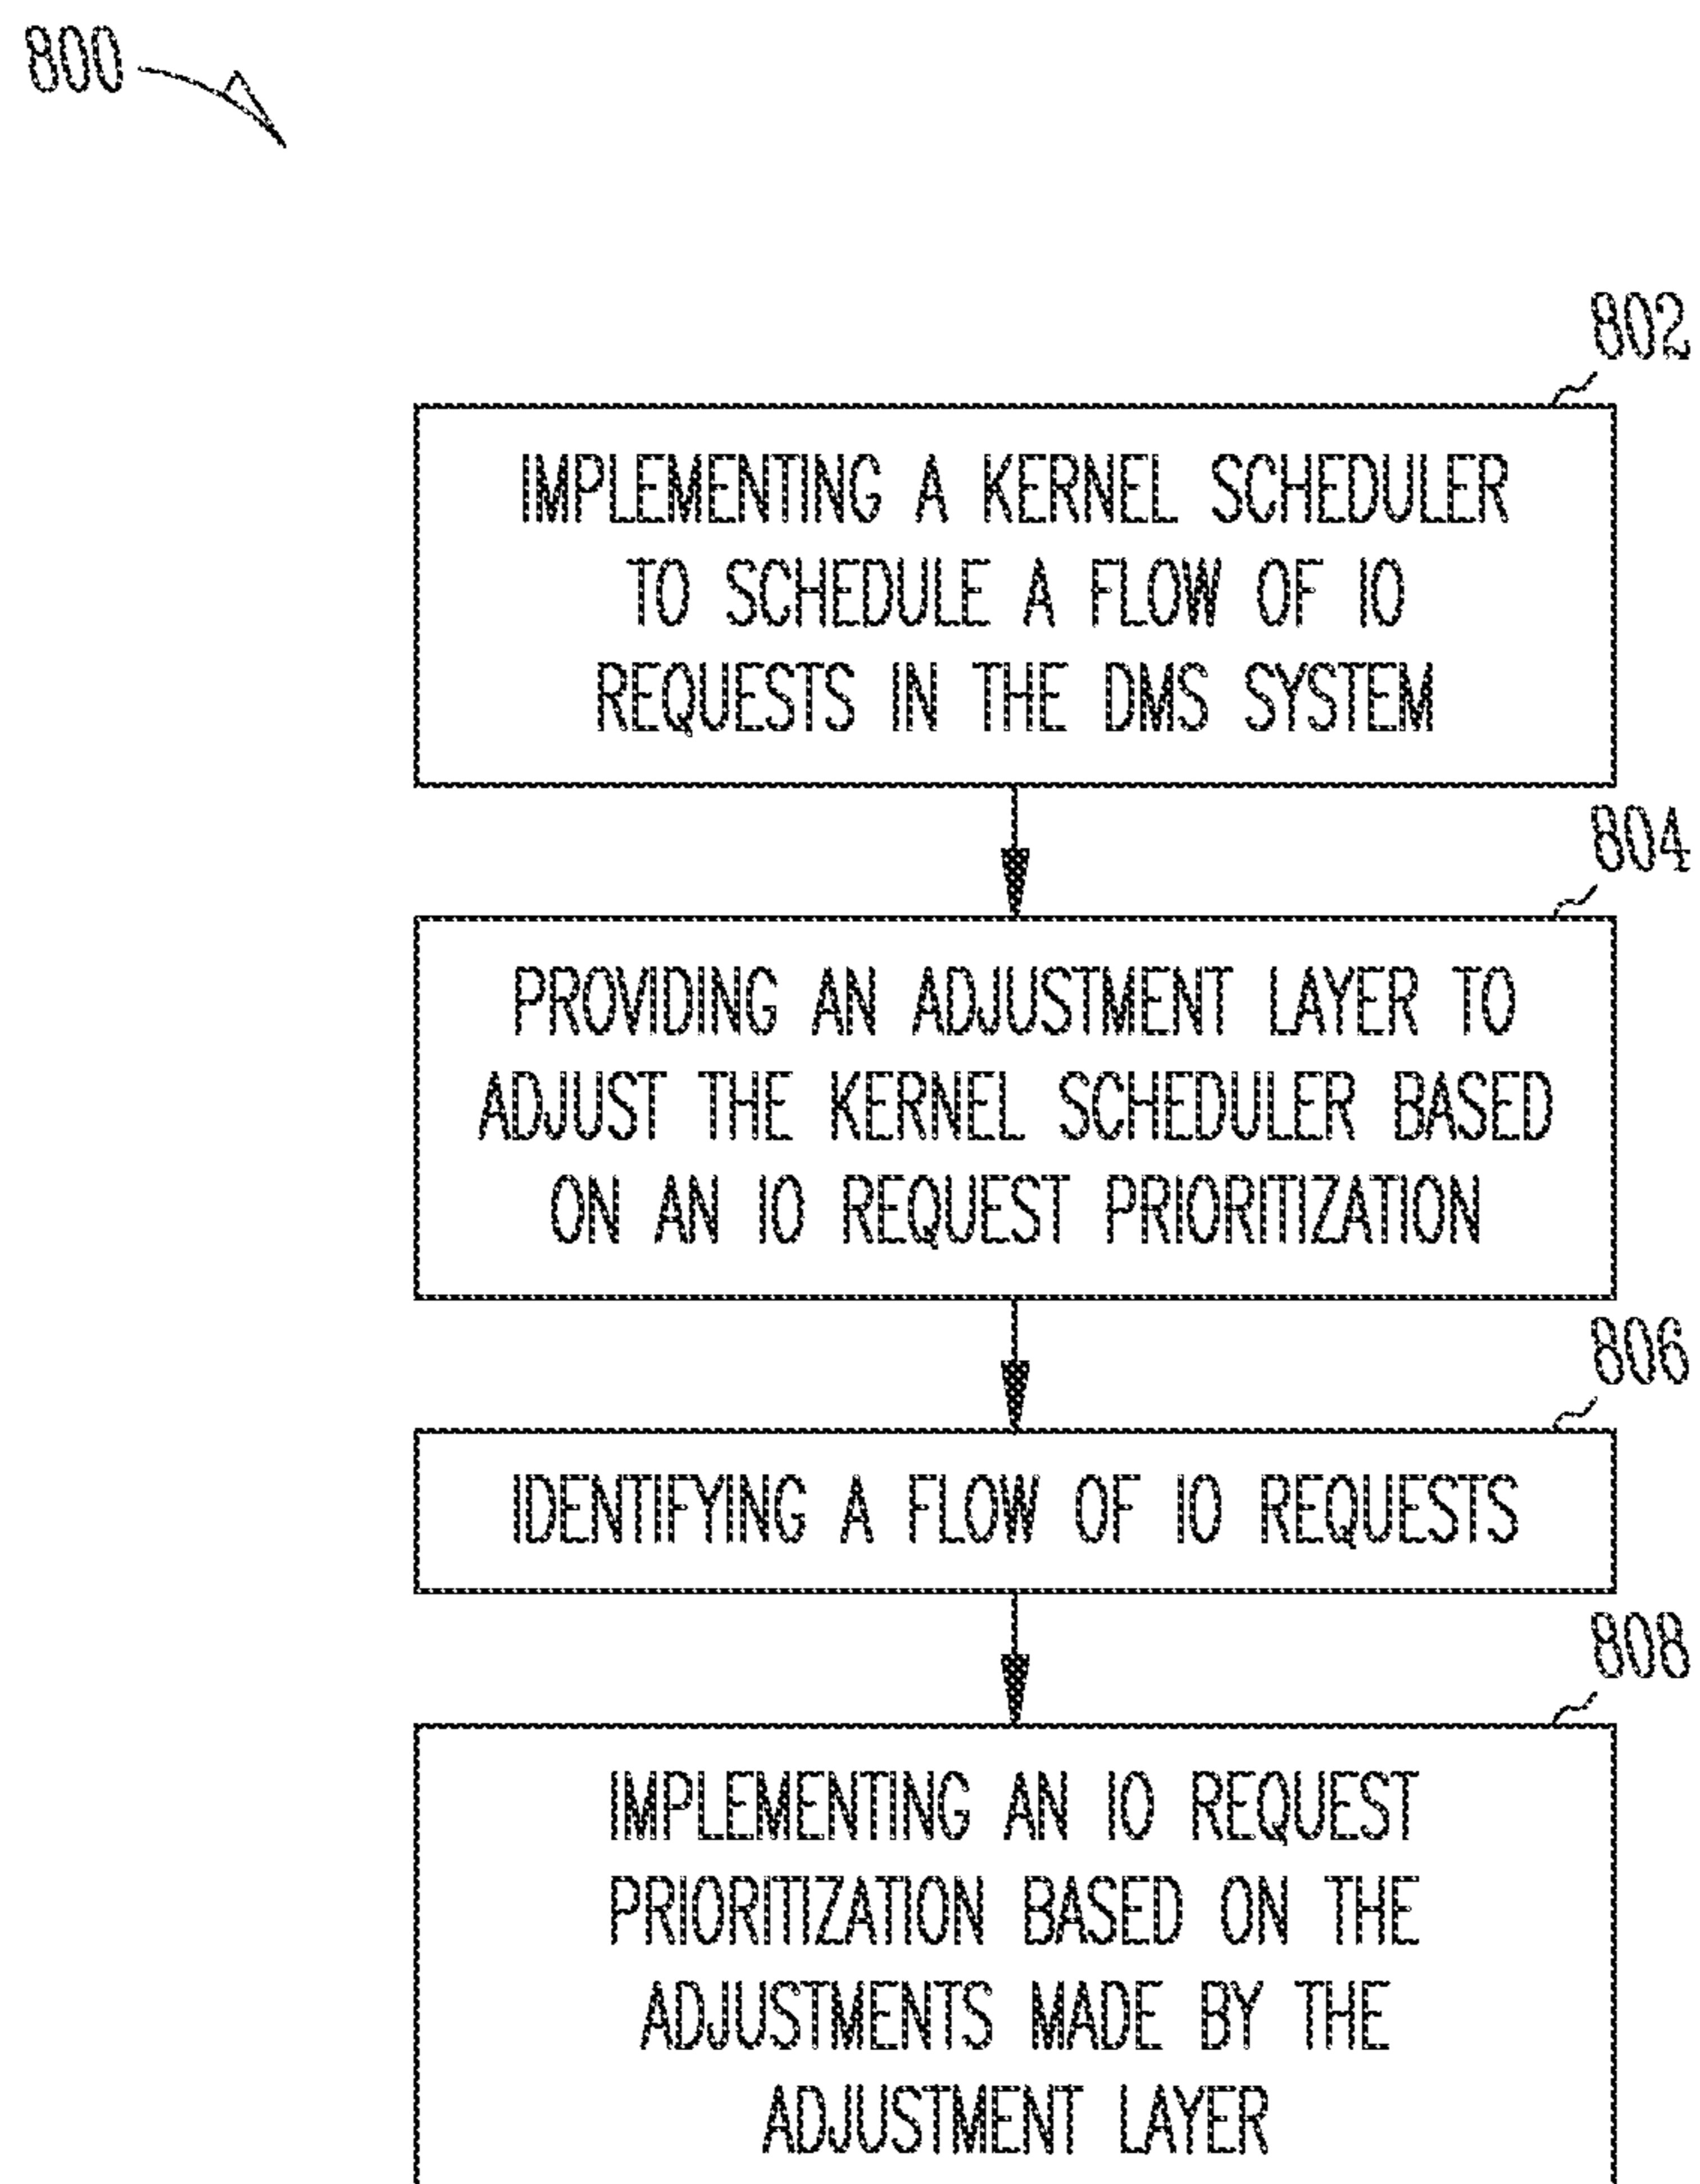 800
802
IMPLEMENTING A KERNEL SCHEDULER
TO SCHEDULE A FLOW OF IO
REQUESTS IN THE DMS SYSTEM
804
PROVIDING AN ADJUSTMENT LAYER TO
ADJUST THE KERNEL SCHEDULER BASED
ON AN IO REQUEST PRIORITIZATION
806
IDENTIFYING A FLOW OF IO REQUESTS
808
IMPLEMENTING AN IO REQUEST
PRIORITIZATION BASED ON THE
ADJUSTMENTS MADE BY THE
ADJUSTMENT LAYER